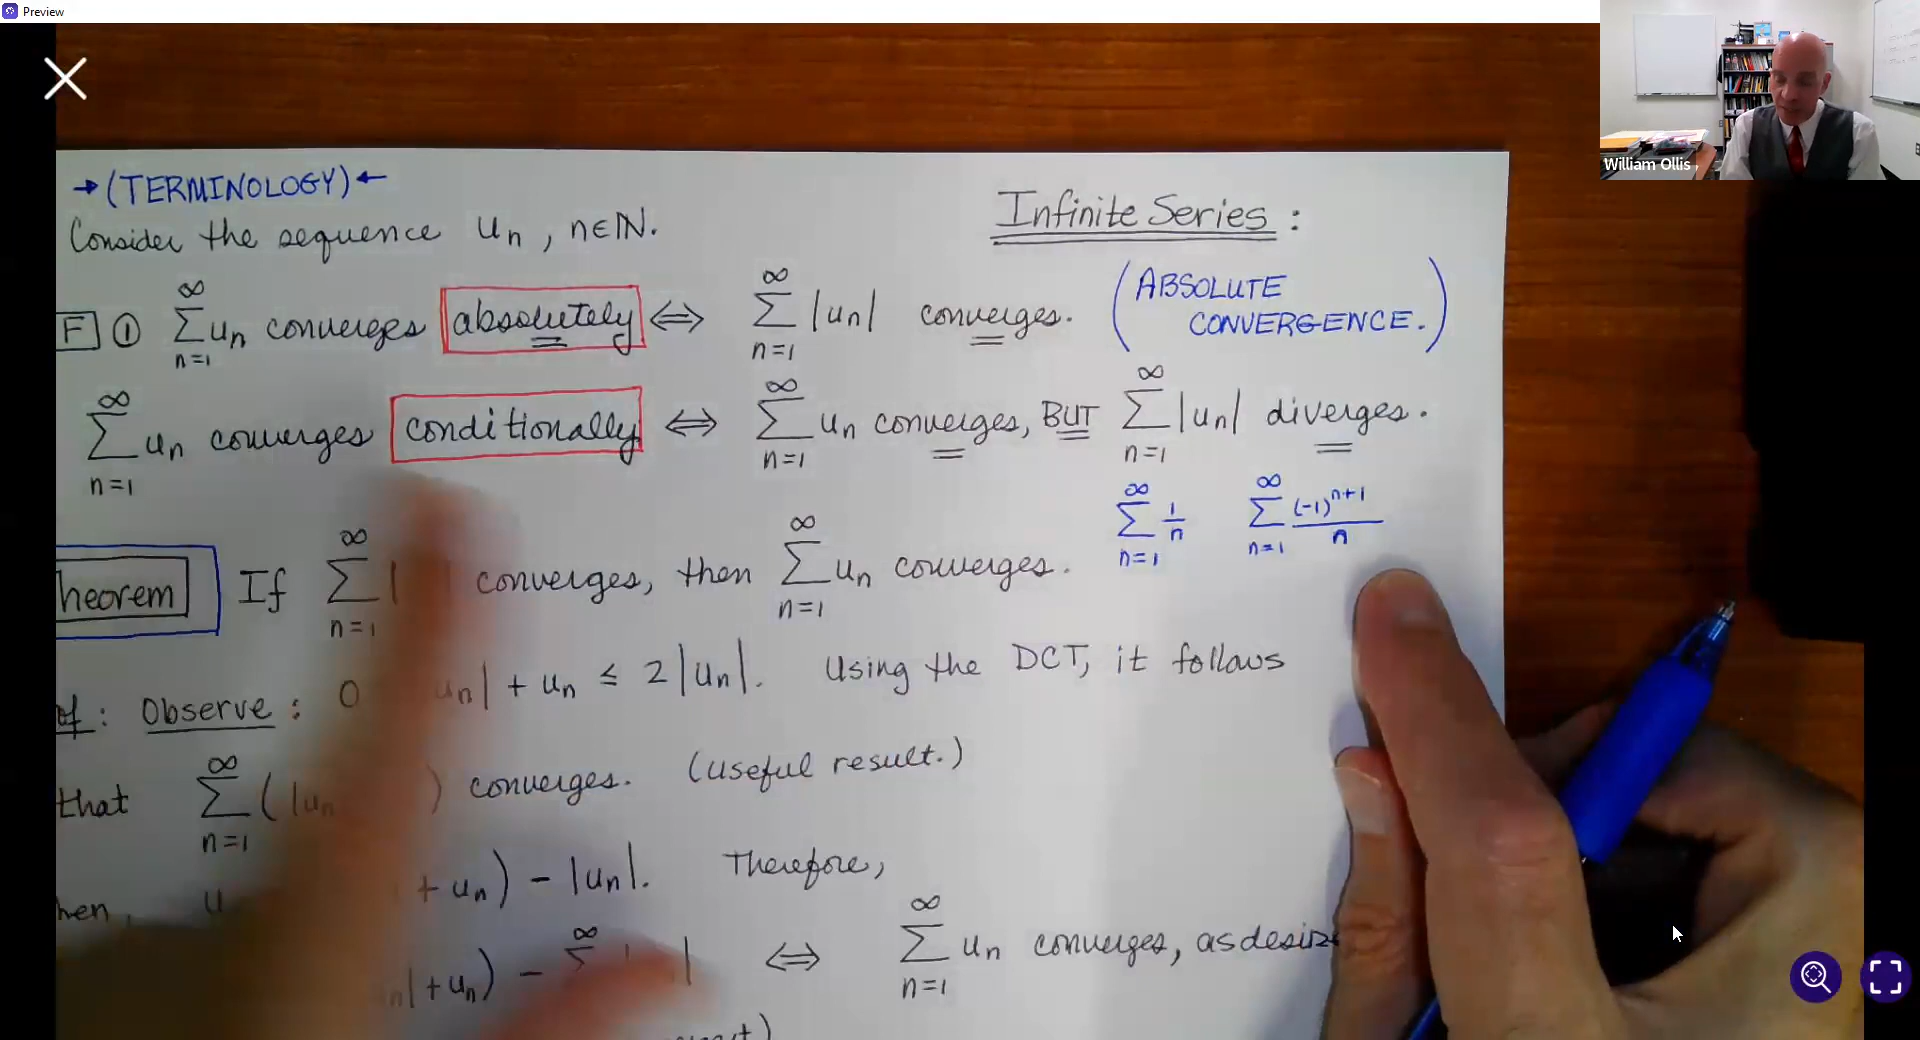 Preview
William Ollis
→(TERMINOLOGY)←
Consider the sequence uₙ, n∈ℕ.
Infinite Series:
F ① ∑_{n=1}^{∞} uₙ converges absolutely ⟺ ∑_{n=1}^{∞} |uₙ| converges. (ABSOLUTE CONVERGENCE.)
∑_{n=1}^{∞} uₙ converges conditionally ⟺ ∑_{n=1}^{∞} uₙ converges, BUT ∑_{n=1}^{∞} |uₙ| diverges.
∑_{n=1}^{∞} 1/n ∑_{n=1}^{∞} (-1)^{n+1}/n
heorem If ∑_{n=1}^{∞} | converges, then ∑_{n=1}^{∞} uₙ converges.
: Observe: 0 uₙ| + uₙ ≤ 2|uₙ|. Using the DCT, it follows
that ∑_{n=1}^{∞} (|uₙ ) converges. (useful result.)
hen, u + uₙ) - |uₙ|. Therefore,
ₙ| + uₙ) - ∑^{∞} | | ⟺ ∑_{n=1}^{∞} uₙ converges, as desire